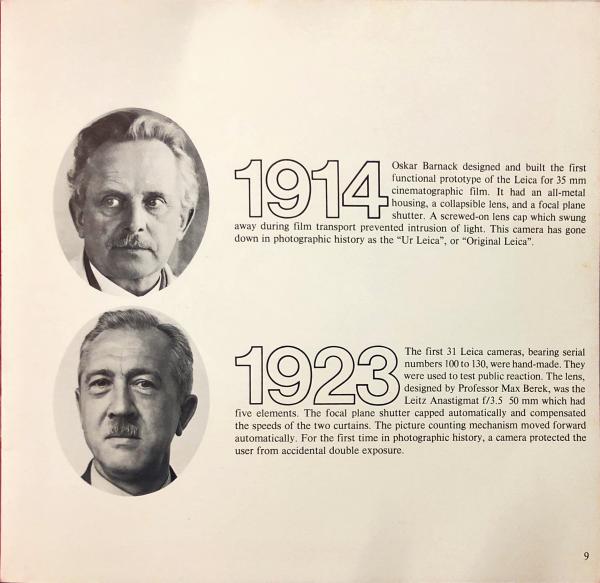 1914
Oskar Barnack designed and built the first
functional prototype of the Leica for 35 mm
cinematographic film. It had an all-metal
housing, a collapsible lens, and a focal plane
shutter. A screwed-on lens cap which swung
away during film transport prevented intrusion of light. This camera has gone
down in photographic history as the “Ur Leica”, or “Original Leica”.
1923
The first 31 Leica cameras, bearing serial
numbers 100 to 130, were hand-made. They
were used to test public reaction. The lens,
designed by Professor Max Berek, was the
Leitz Anastigmat f/3.5 50 mm which had
five elements. The focal plane shutter capped automatically and compensated
the speeds of the two curtains. The picture counting mechanism moved forward
automatically. For the first time in photographic history, a camera protected the
user from accidental double exposure.
9